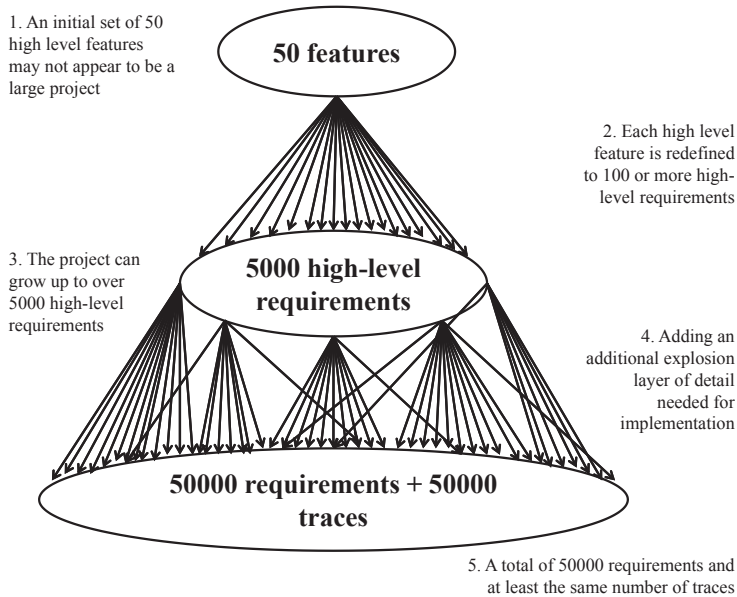 1. An initial set of 50
high level features
may not appear to be a
large project
50 features
2. Each high level
feature is redefined
to 100 or more high-
level requirements
3. The project can
grow up to over
5000 high-level
requirements
5000 high-level
requirements
4. Adding an
additional explosion
layer of detail
needed for
implementation
50000 requirements + 50000
traces
5. A total of 50000 requirements and
at least the same number of traces